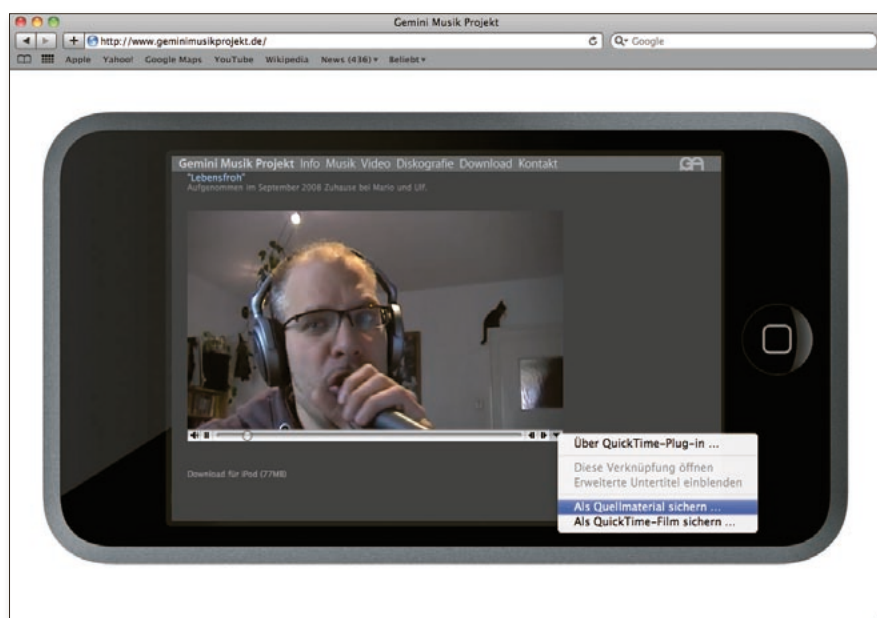 Gemini Musik Projekt
http://www.geminimusikprojekt.de/
Google
Apple Yahoo! Google Maps YouTube Wikipedia News (436) Beliebt
Gemini Musik Projekt Info Musik Video Diskografie Download Kontakt
"Lebensfroh"
Aufgenommen im September 2008 Zuhause bei Mario und Ulf.
Über QuickTime-Plug-in ...
Diese Verknüpfung öffnen
Erweiterte Untertitel einblenden
Download für iPod (77MB)
Als Quellmaterial sichern ...
Als QuickTime-Film sichern ...